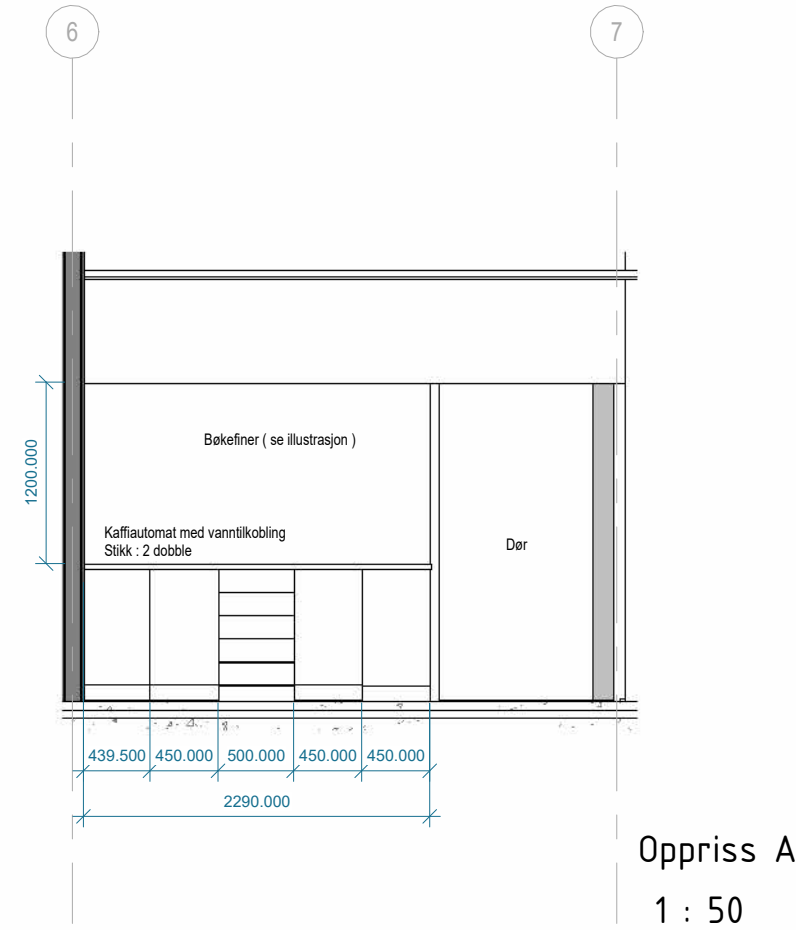 6
7
1200.000
Bøkefiner ( se illustrasjon )
Kaffiautomat med vanntilkobling
Stikk : 2 dobble
Dør
439.500 450.000 500.000 450.000 450.000
2290.000
Oppriss A
1 : 50